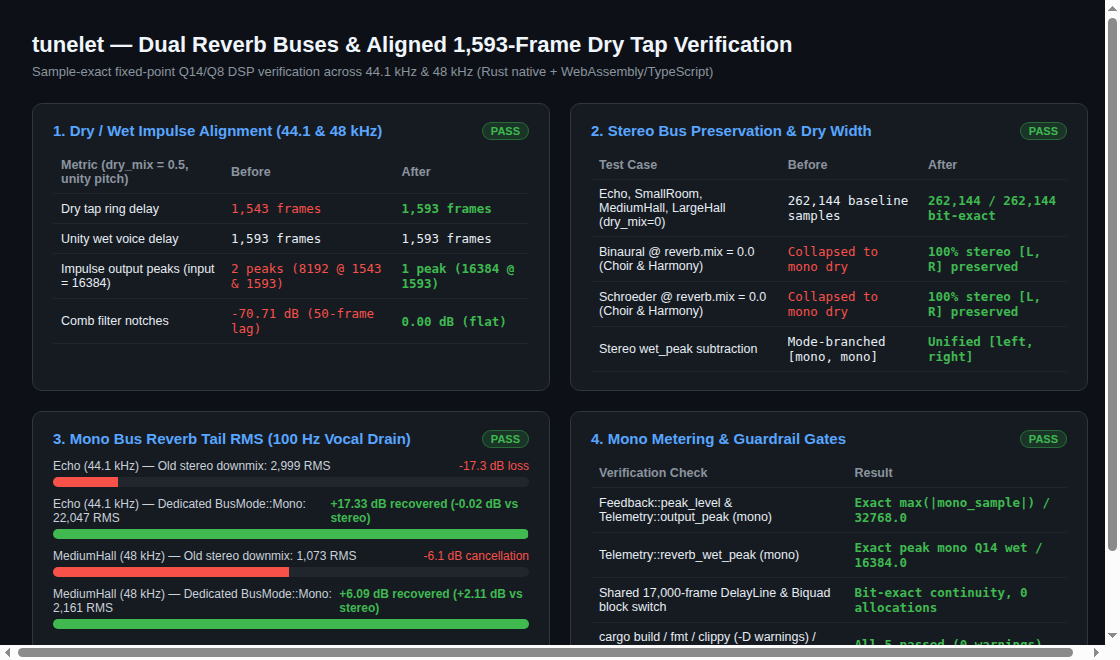 tunelet — Dual Reverb Buses & Aligned 1,593-Frame Dry Tap Verification
Sample-exact fixed-point Q14/Q8 DSP verification across 44.1 kHz & 48 kHz (Rust native + WebAssembly/TypeScript)
1. Dry / Wet Impulse Alignment (44.1 & 48 kHz)
PASS
Metric (dry_mix = 0.5,
unity pitch)
Before
After
Dry tap ring delay
1,543 frames
1,593 frames
Unity wet voice delay
1,593 frames
1,593 frames
Impulse output peaks (input
= 16384)
2 peaks (8192 @ 1543
& 1593)
1 peak (16384 @
1593)
Comb filter notches
-70.71 dB (50-frame
lag)
0.00 dB (flat)
2. Stereo Bus Preservation & Dry Width
PASS
Test Case
Before
After
Echo, SmallRoom,
MediumHall, LargeHall
(dry_mix=0)
262,144 baseline
samples
262,144 / 262,144
bit-exact
Binaural @ reverb.mix = 0.0
(Choir & Harmony)
Collapsed to
mono dry
100% stereo [L,
R] preserved
Schroeder @ reverb.mix = 0.0
(Choir & Harmony)
Collapsed to
mono dry
100% stereo [L,
R] preserved
Stereo wet_peak subtraction
Mode-branched
[mono, mono]
Unified [left,
right]
3. Mono Bus Reverb Tail RMS (100 Hz Vocal Drain)
PASS
Echo (44.1 kHz) — Old stereo downmix: 2,999 RMS
-17.3 dB loss
Echo (44.1 kHz) — Dedicated BusMode::Mono:
22,047 RMS
+17.33 dB recovered (-0.02 dB vs
stereo)
MediumHall (48 kHz) — Old stereo downmix: 1,073 RMS
-6.1 dB cancellation
MediumHall (48 kHz) — Dedicated BusMode::Mono:
2,161 RMS
+6.09 dB recovered (+2.11 dB vs
stereo)
4. Mono Metering & Guardrail Gates
PASS
Verification Check
Result
Feedback::peak_level &
Telemetry::output_peak (mono)
Exact max(|mono_sample|) /
32768.0
Telemetry::reverb_wet_peak (mono)
Exact peak mono Q14 wet /
16384.0
Shared 17,000-frame DelayLine & Biquad
block switch
Bit-exact continuity, 0
allocations
cargo build / fmt / clippy (-D warnings) /
All 5 passed (0 warnings)